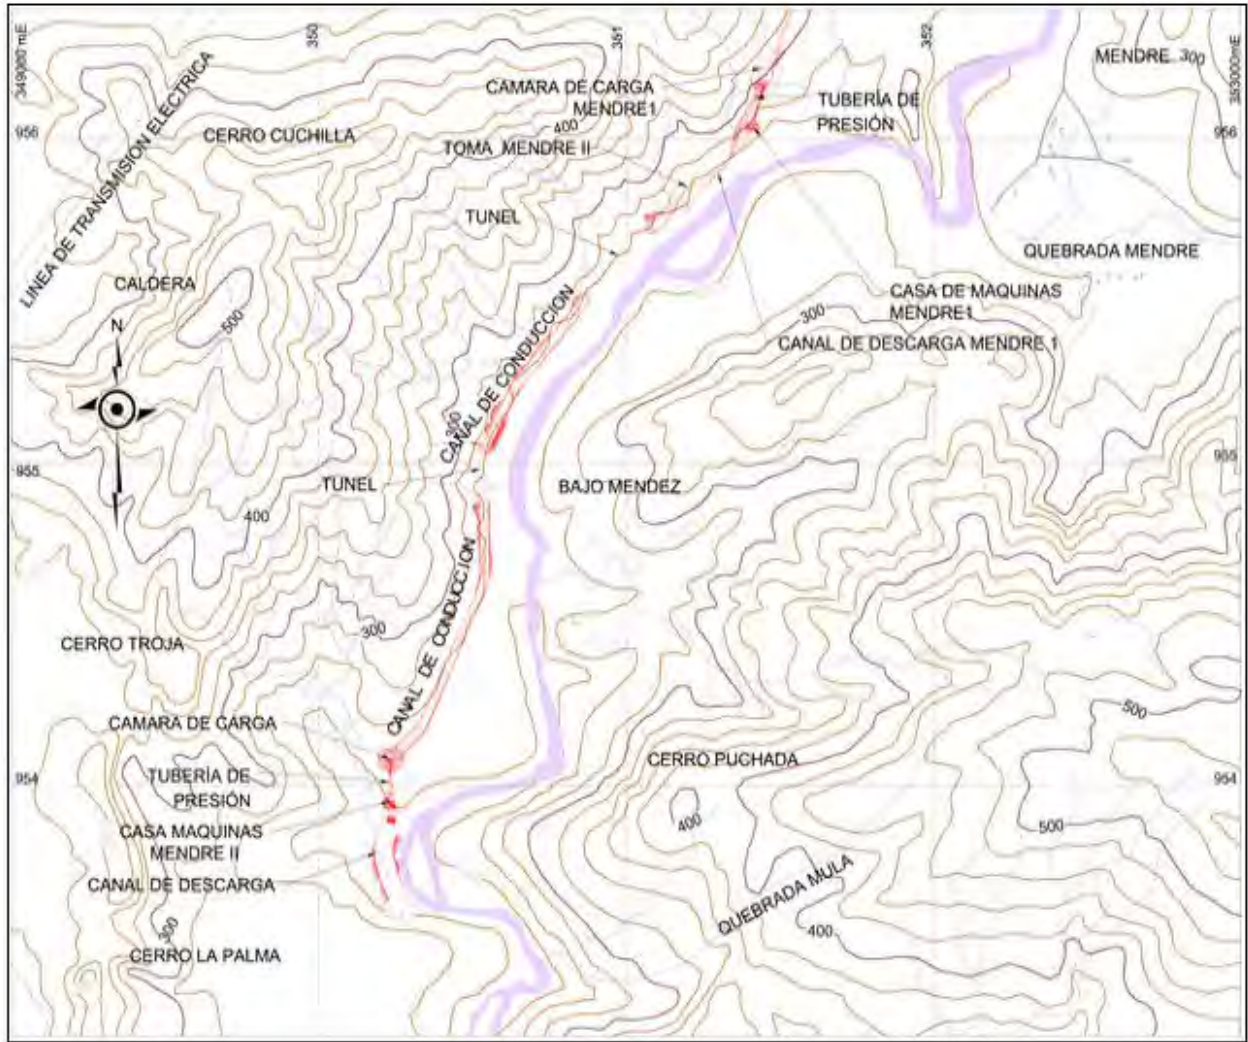 349000 mE
350
351
352
353000mE
MENDRE
300
LINEA DE TRANSMISION ELECTRICA
CAMARA DE CARGA
MENDRE1
TUBERÍA DE
PRESIÓN
956
CERRO CUCHILLA
400
956
TOMA MENDRE II
TUNEL
QUEBRADA MENDRE
CALDERA
CASA DE MAQUINAS
MENDRE1
500
N
300
CANAL DE DESCARGA MENDRE 1
CANAL DE CONDUCCION
300
955
955
TUNEL
BAJO MENDEZ
400
CANAL DE CONDUCCION
300
CERRO TROJA
500
CAMARA DE CARGA
CERRO PUCHADA
954
TUBERÍA DE
PRESIÓN
954
400
500
CASA MAQUINAS
MENDRE II
CANAL DE DESCARGA
QUEBRADA MULA
300
400
CERRO LA PALMA